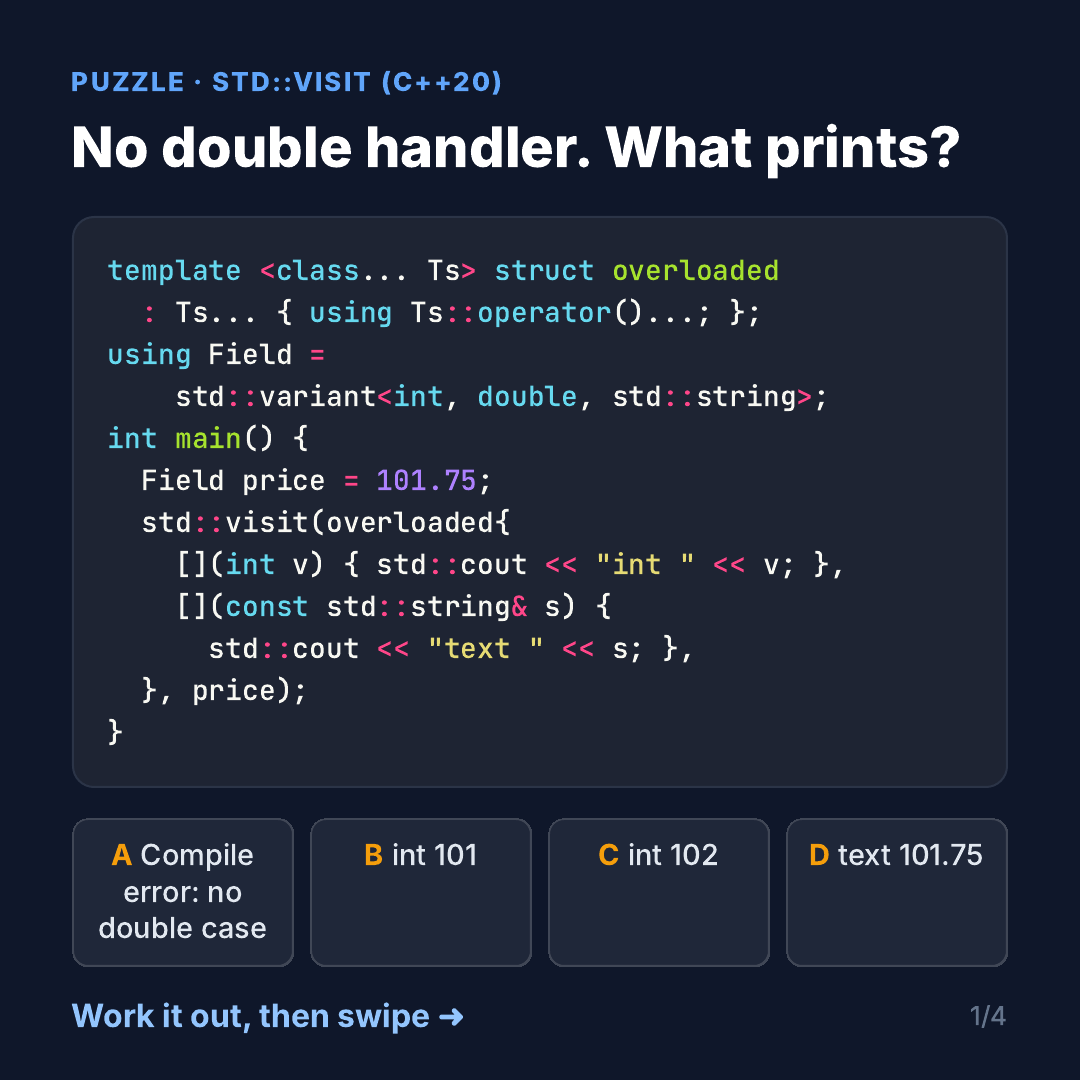 PUZZLE · STD::VISIT (C++20)
No double handler. What prints?
template <class... Ts> struct overloaded
  : Ts... { using Ts::operator()...; };
using Field =
    std::variant<int, double, std::string>;
int main() {
  Field price = 101.75;
  std::visit(overloaded{
    [](int v) { std::cout << "int " << v; },
    [](const std::string& s) {
      std::cout << "text " << s; },
  }, price);
}
A Compile
error: no
double case
B int 101
C int 102
D text 101.75
Work it out, then swipe ➜
1/4